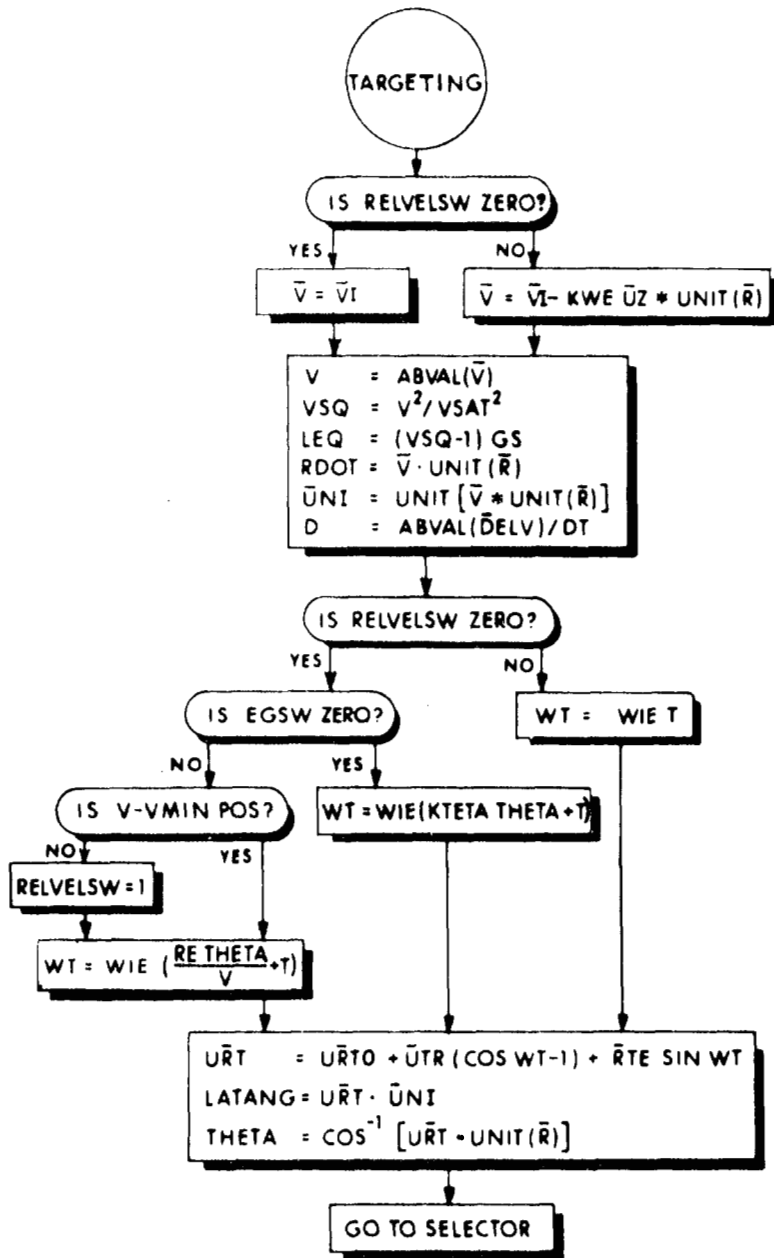 TARGETING
IS RELVELSW ZERO?
YES
NO
V̄ = V̄I
V̄ = V̄I- KWE ŪZ * UNIT(R̄)
V = ABVAL(V̄)
VSQ = V²/VSAT²
LEQ = (VSQ-1) GS
RDOT = V̄ · UNIT(R̄)
ŪNI = UNIT [V̄ * UNIT(R̄)]
D = ABVAL(D̄ELV)/DT
IS RELVELSW ZERO?
YES
NO
IS EGSW ZERO?
WT = WIE T
NO
YES
IS V-VMIN POS?
WT = WIE(KTETA THETA+T)
NO
YES
RELVELSW=1
WT = WIE (RE THETA/V +T)
UR̄T = UR̄TO + ŪTR (COS WT-1) + R̄TE SIN WT
LATANG = UR̄T · ŪNI
THETA = COS⁻¹ [UR̄T · UNIT(R̄)]
GO TO SELECTOR